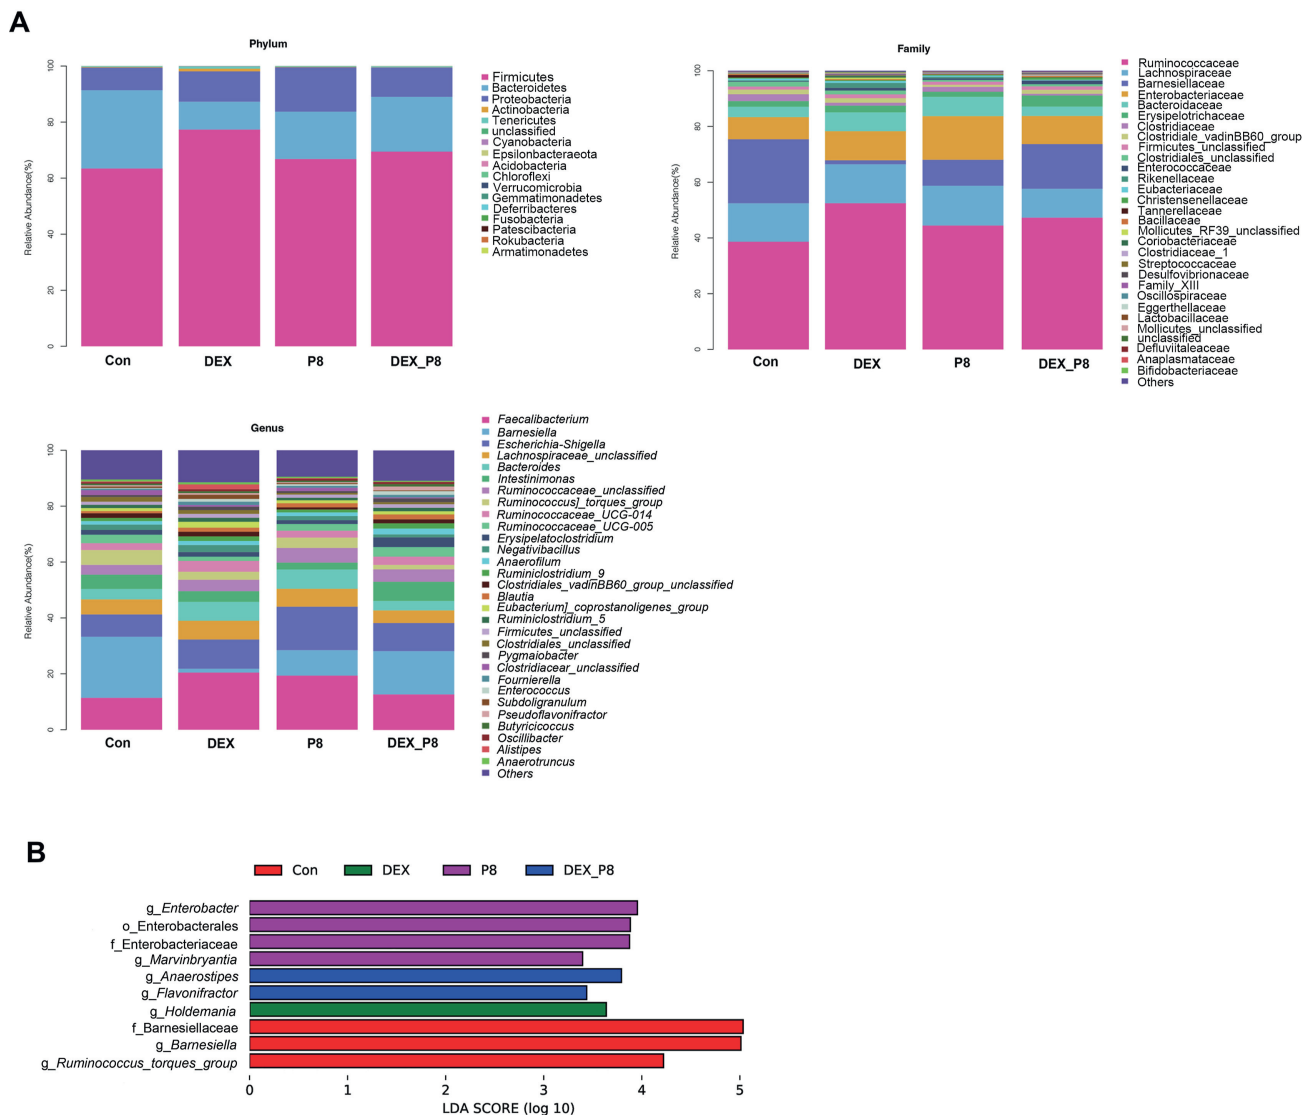 A
Phylum
Relative Abundance(%)
0
20
40
60
80
100
Con
DEX
P8
DEX_P8
Firmicutes
Bacteroidetes
Proteobacteria
Actinobacteria
Tenericutes
unclassified
Cyanobacteria
Epsilonbacteraeota
Acidobacteria
Chloroflexi
Verrucomicrobia
Gemmatimonadetes
Deferribacteres
Fusobacteria
Patescibacteria
Rokubacteria
Armatimonadetes
Family
Relative Abundance(%)
0
20
40
60
80
100
Con
DEX
P8
DEX_P8
Ruminococcaceae
Lachnospiraceae
Barnesiellaceae
Enterobacteriaceae
Bacteroidaceae
Erysipelotrichaceae
Clostridiaceae
Clostridiale_vadinBB60_group
Firmicutes_unclassified
Clostridiales_unclassified
Enterococcaceae
Rikenellaceae
Eubacteriaceae
Christensenellaceae
Tannerellaceae
Bacillaceae
Mollicutes_RF39_unclassified
Coriobacteriaceae
Clostridiaceae_1
Streptococcaceae
Desulfovibrionaceae
Family_XIII
Oscillospiraceae
Eggerthellaceae
Lactobacillaceae
Mollicutes_unclassified
unclassified
Defluviitaleaceae
Anaplasmataceae
Bifidobacteriaceae
Others
Genus
Relative Abundance(%)
0
20
40
60
80
100
Con
DEX
P8
DEX_P8
Faecalibacterium
Barnesiella
Escherichia-Shigella
Lachnospiraceae_unclassified
Bacteroides
Intestinimonas
Ruminococcaceae_unclassified
Ruminococcus]_torques_group
Ruminococcaceae_UCG-014
Ruminococcaceae_UCG-005
Erysipelatoclostridium
Negativibacillus
Anaerofilum
Ruminiclostridium_9
Clostridiales_vadinBB60_group_unclassified
Blautia
Eubacterium]_coprostanoligenes_group
Ruminiclostridium_5
Firmicutes_unclassified
Clostridiales_unclassified
Pygmaiobacter
Clostridiacear_unclassified
Fournierella
Enterococcus
Subdoligranulum
Pseudoflavonifractor
Butyricicoccus
Oscillibacter
Alistipes
Anaerotruncus
Others
B
Con DEX P8 DEX_P8
g_Enterobacter
o_Enterobacterales
f_Enterobacteriaceae
g_Marvinbryantia
g_Anaerostipes
g_Flavonifractor
g_Holdemania
f_Barnesiellaceae
g_Barnesiella
g_Ruminococcus_torques_group
0 1 2 3 4 5
LDA SCORE (log 10)